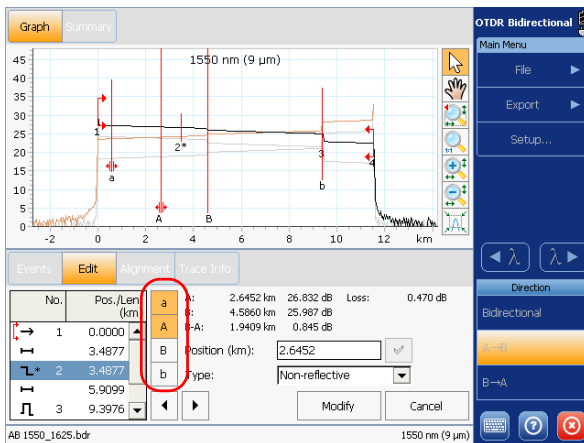 Graph
Summary
OTDR Bidirectional
Main Menu
File
Export
Setup...
1550 nm (9 µm)
45
40
35
30
25
20
15
10
5
0
1
2*
3
4
a
A
B
b
-2
0
2
4
6
8
10
12
km
1:1
λ
λ
Direction
Bidirectional
A→B
B→A
Events
Edit
Alignment
Trace Info.
No.
Pos./Len
(km
1
0.0000
3.4877
* 2
3.4877
5.9099
3
9.3976
a
A
B
b
A: 2.6452 km 26.832 dB Loss: 0.470 dB
B: 4.5860 km 25.987 dB
B-A: 1.9409 km 0.845 dB
Position (km): 2.6452
Type: Non-reflective
Modify
Cancel
AB 1550_1625.bdr
1550 nm (9 µm)
?